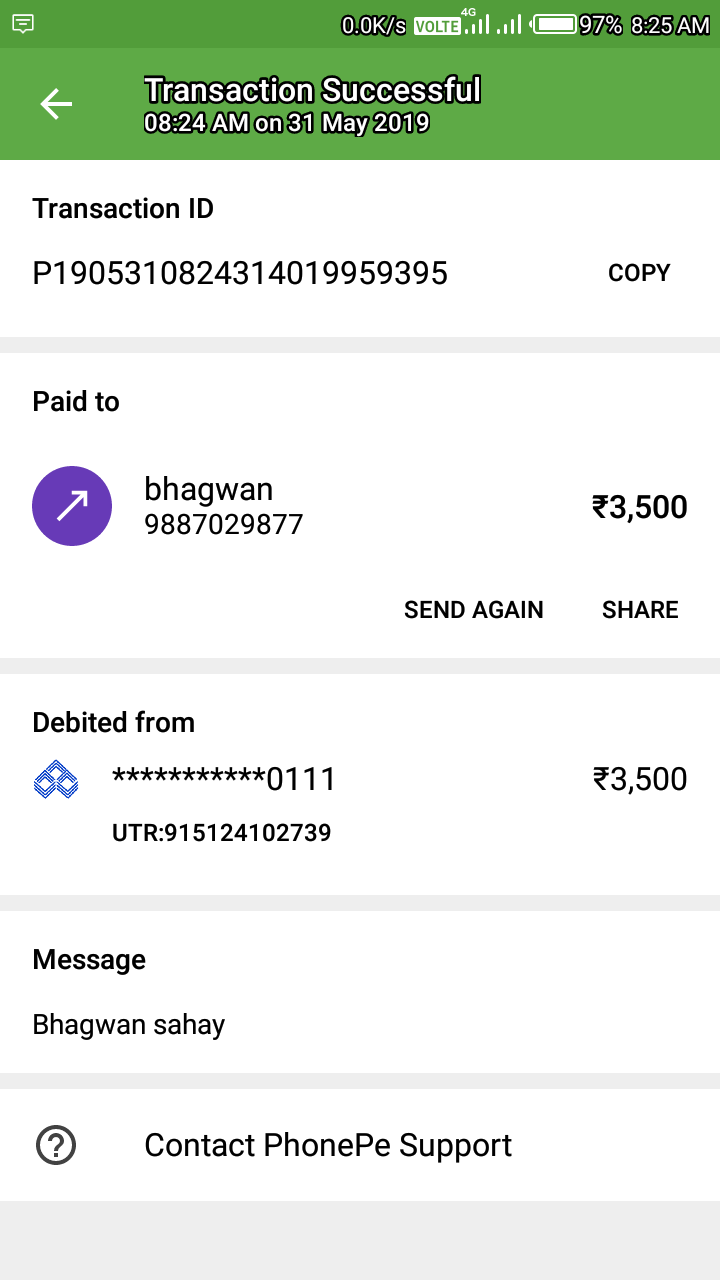 0.0K/s VOLTE 4G 97% 8:25 AM
Transaction Successful
08:24 AM on 31 May 2019
Transaction ID
P1905310824314019959395 COPY
Paid to
bhagwan
9887029877
₹3,500
SEND AGAIN SHARE
Debited from
***********0111 ₹3,500
UTR:915124102739
Message
Bhagwan sahay
Contact PhonePe Support